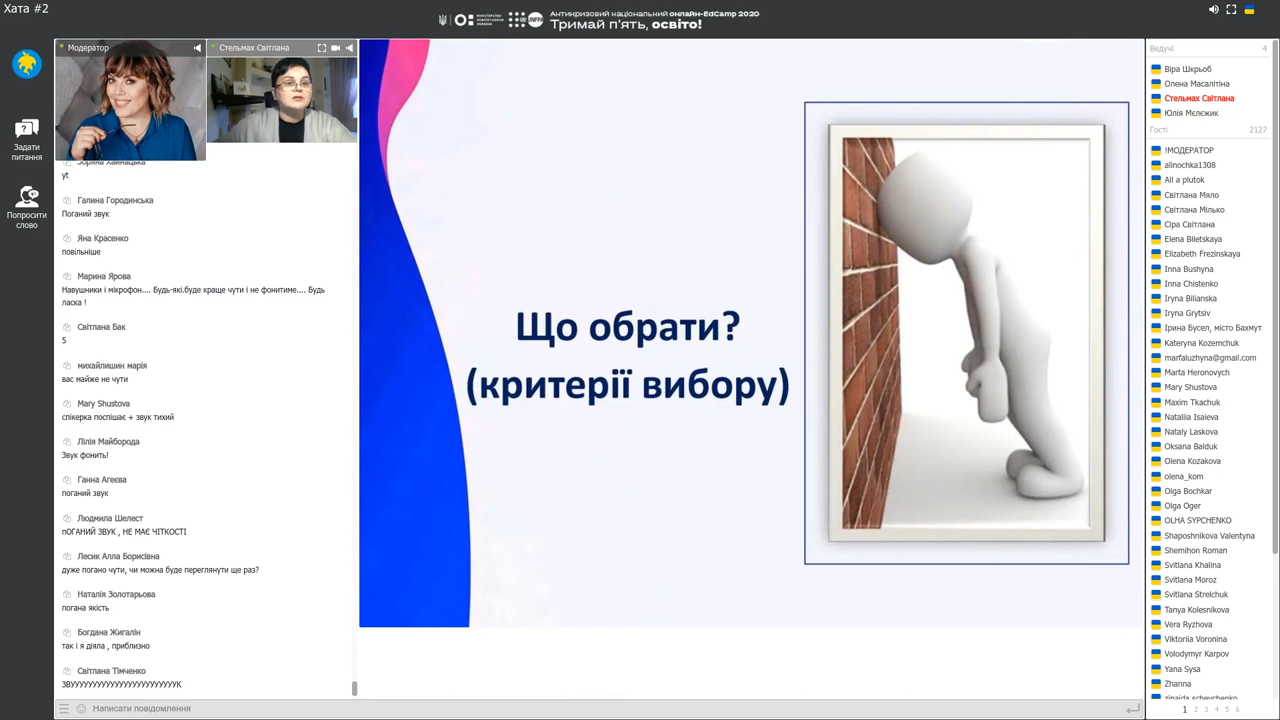 Хата #2
МІНІСТЕРСТВО
ОСВІТИ І НАУКИ
УКРАЇНИ
Антикризовий національний онлайн-EdCamp 2020
Тримай п'ять, освіто!
Задати
питання
Попросити
слово
Модератор
Стельмах Світлана
Зоряна Хайнацька
yt
Галина Городинська
Поганий звук
Яна Красенко
повільніше
Марина Ярова
Навушники і мікрофон.... Будь-які.буде краще чути і не фонитиме.... Будь
ласка !
Світлана Бак
5
михайлишин марія
вас майже не чути
Mary Shustova
спікерка поспішає + звук тихий
Лілія Майборода
Звук фонить!
Ганна Агеєва
поганий звук
Людмила Шелест
пОГАНИЙ ЗВУК , НЕ МАЄ ЧІТКОСТІ
Лесик Алла Борисівна
дуже погано чути, чи можна буде переглянути ще раз?
Наталія Золотарьова
погана якість
Богдана Жигалін
так і я діяла , приблизно
Світлана Тімченко
Написати повідомлення
Що обрати?
(критерії вибору)
Ведучі 4
Віра Шкрьоб
Олена Масалітіна
Стельмах Світлана
Юлія Мєлєжик
Гості 2127
!МОДЕРАТОР
alinochka1308
All a plutok
Світлана Мяло
Світлана Мілько
Сіра Світлана
Elena Biletskaya
Elizabeth Frezinskaya
Inna Bushyna
Inna Chistenko
Iryna Bilianska
Iryna Grytsiv
Ірина Бусел, місто Бахмут
Kateryna Kozemchuk
marfaluzhyna@gmail.com
Marta Heronovych
Mary Shustova
Maxim Tkachuk
Nataliia Isaieva
Nataly Laskova
Oksana Balduk
Olena Kozakova
olena_kom
Olga Bochkar
Olga Oger
OLHA SYPCHENKO
Shaposhnikova Valentyna
Shemihon Roman
Svitlana Khalina
Svitlana Moroz
Svitlana Strelchuk
Tanya Kolesnikova
Vera Ryzhova
Viktoriia Voronina
Volodymyr Karpov
Yana Sysa
Zhanna
zinaida schevchenko
1 2 3 4 5 6